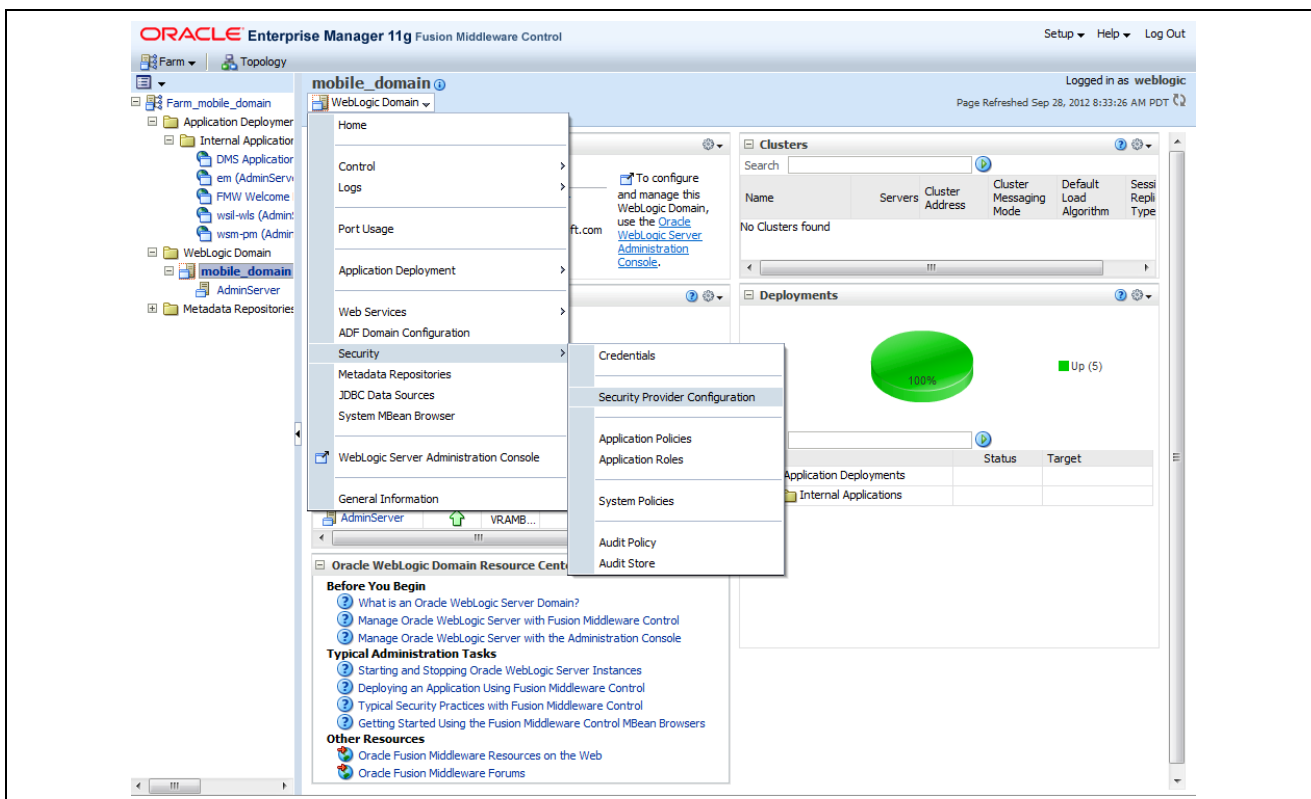 ORACLE Enterprise Manager 11g Fusion Middleware Control
Setup Help Log Out
Farm Topology
mobile_domain
Logged in as weblogic
WebLogic Domain
Page Refreshed Sep 28, 2012 8:33:26 AM PDT
Farm_mobile_domain
Application Deploymer
Internal Application
DMS Application
em (AdminServ
FMW Welcome
wsil-wls (Admin
wsm-pm (Admir
WebLogic Domain
mobile_domain
AdminServer
Metadata Repositories
Home
Control
Logs
Port Usage
Application Deployment
Web Services
ADF Domain Configuration
Security
Metadata Repositories
JDBC Data Sources
System MBean Browser
WebLogic Server Administration Console
General Information
Credentials
Security Provider Configuration
Application Policies
Application Roles
System Policies
Audit Policy
Audit Store
To configure
and manage this
WebLogic Domain,
use the Oracle
WebLogic Server
Administration
Console.
ft.com
Clusters
Search
Name Servers Cluster Address Cluster Messaging Mode Default Load Algorithm Sessi Repli Type
No Clusters found
Deployments
100%
Up (5)
Status Target
Application Deployments
Internal Applications
AdminServer VRAMB...
Oracle WebLogic Domain Resource Cent
Before You Begin
What is an Oracle WebLogic Server Domain?
Manage Oracle WebLogic Server with Fusion Middleware Control
Manage Oracle WebLogic Server with the Administration Console
Typical Administration Tasks
Starting and Stopping Oracle WebLogic Server Instances
Deploying an Application Using Fusion Middleware Control
Typical Security Practices with Fusion Middleware Control
Getting Started Using the Fusion Middleware Control MBean Browsers
Other Resources
Oracle Fusion Middleware Resources on the Web
Oracle Fusion Middleware Forums